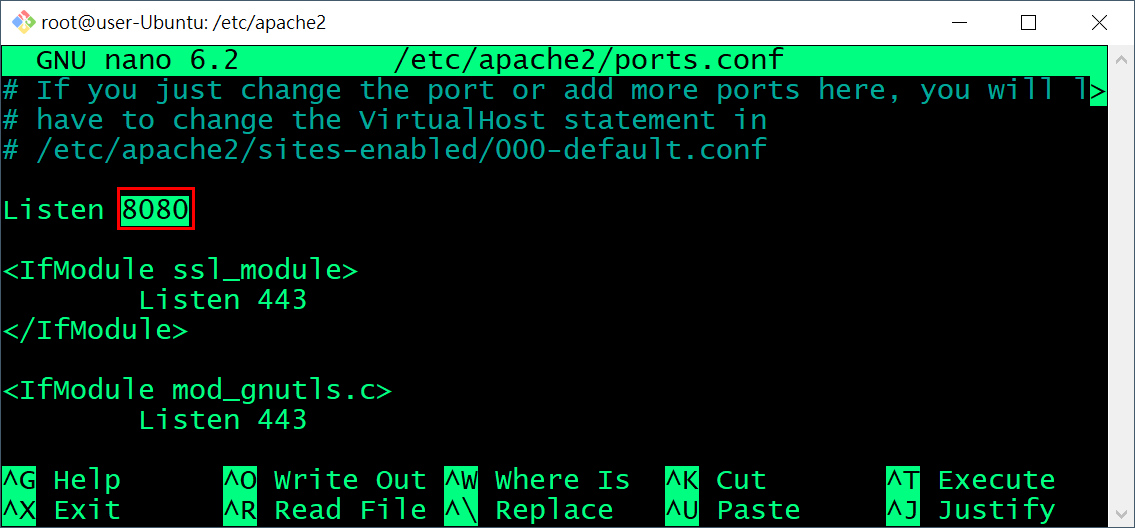 root@user-Ubuntu: /etc/apache2
GNU nano 6.2 /etc/apache2/ports.conf
# If you just change the port or add more ports here, you will l>
# have to change the VirtualHost statement in
# /etc/apache2/sites-enabled/000-default.conf
Listen 8080
<IfModule ssl_module>
Listen 443
</IfModule>
<IfModule mod_gnutls.c>
Listen 443
^G Help ^O Write Out ^W Where Is ^K Cut ^T Execute
^X Exit ^R Read File ^\ Replace ^U Paste ^J Justify